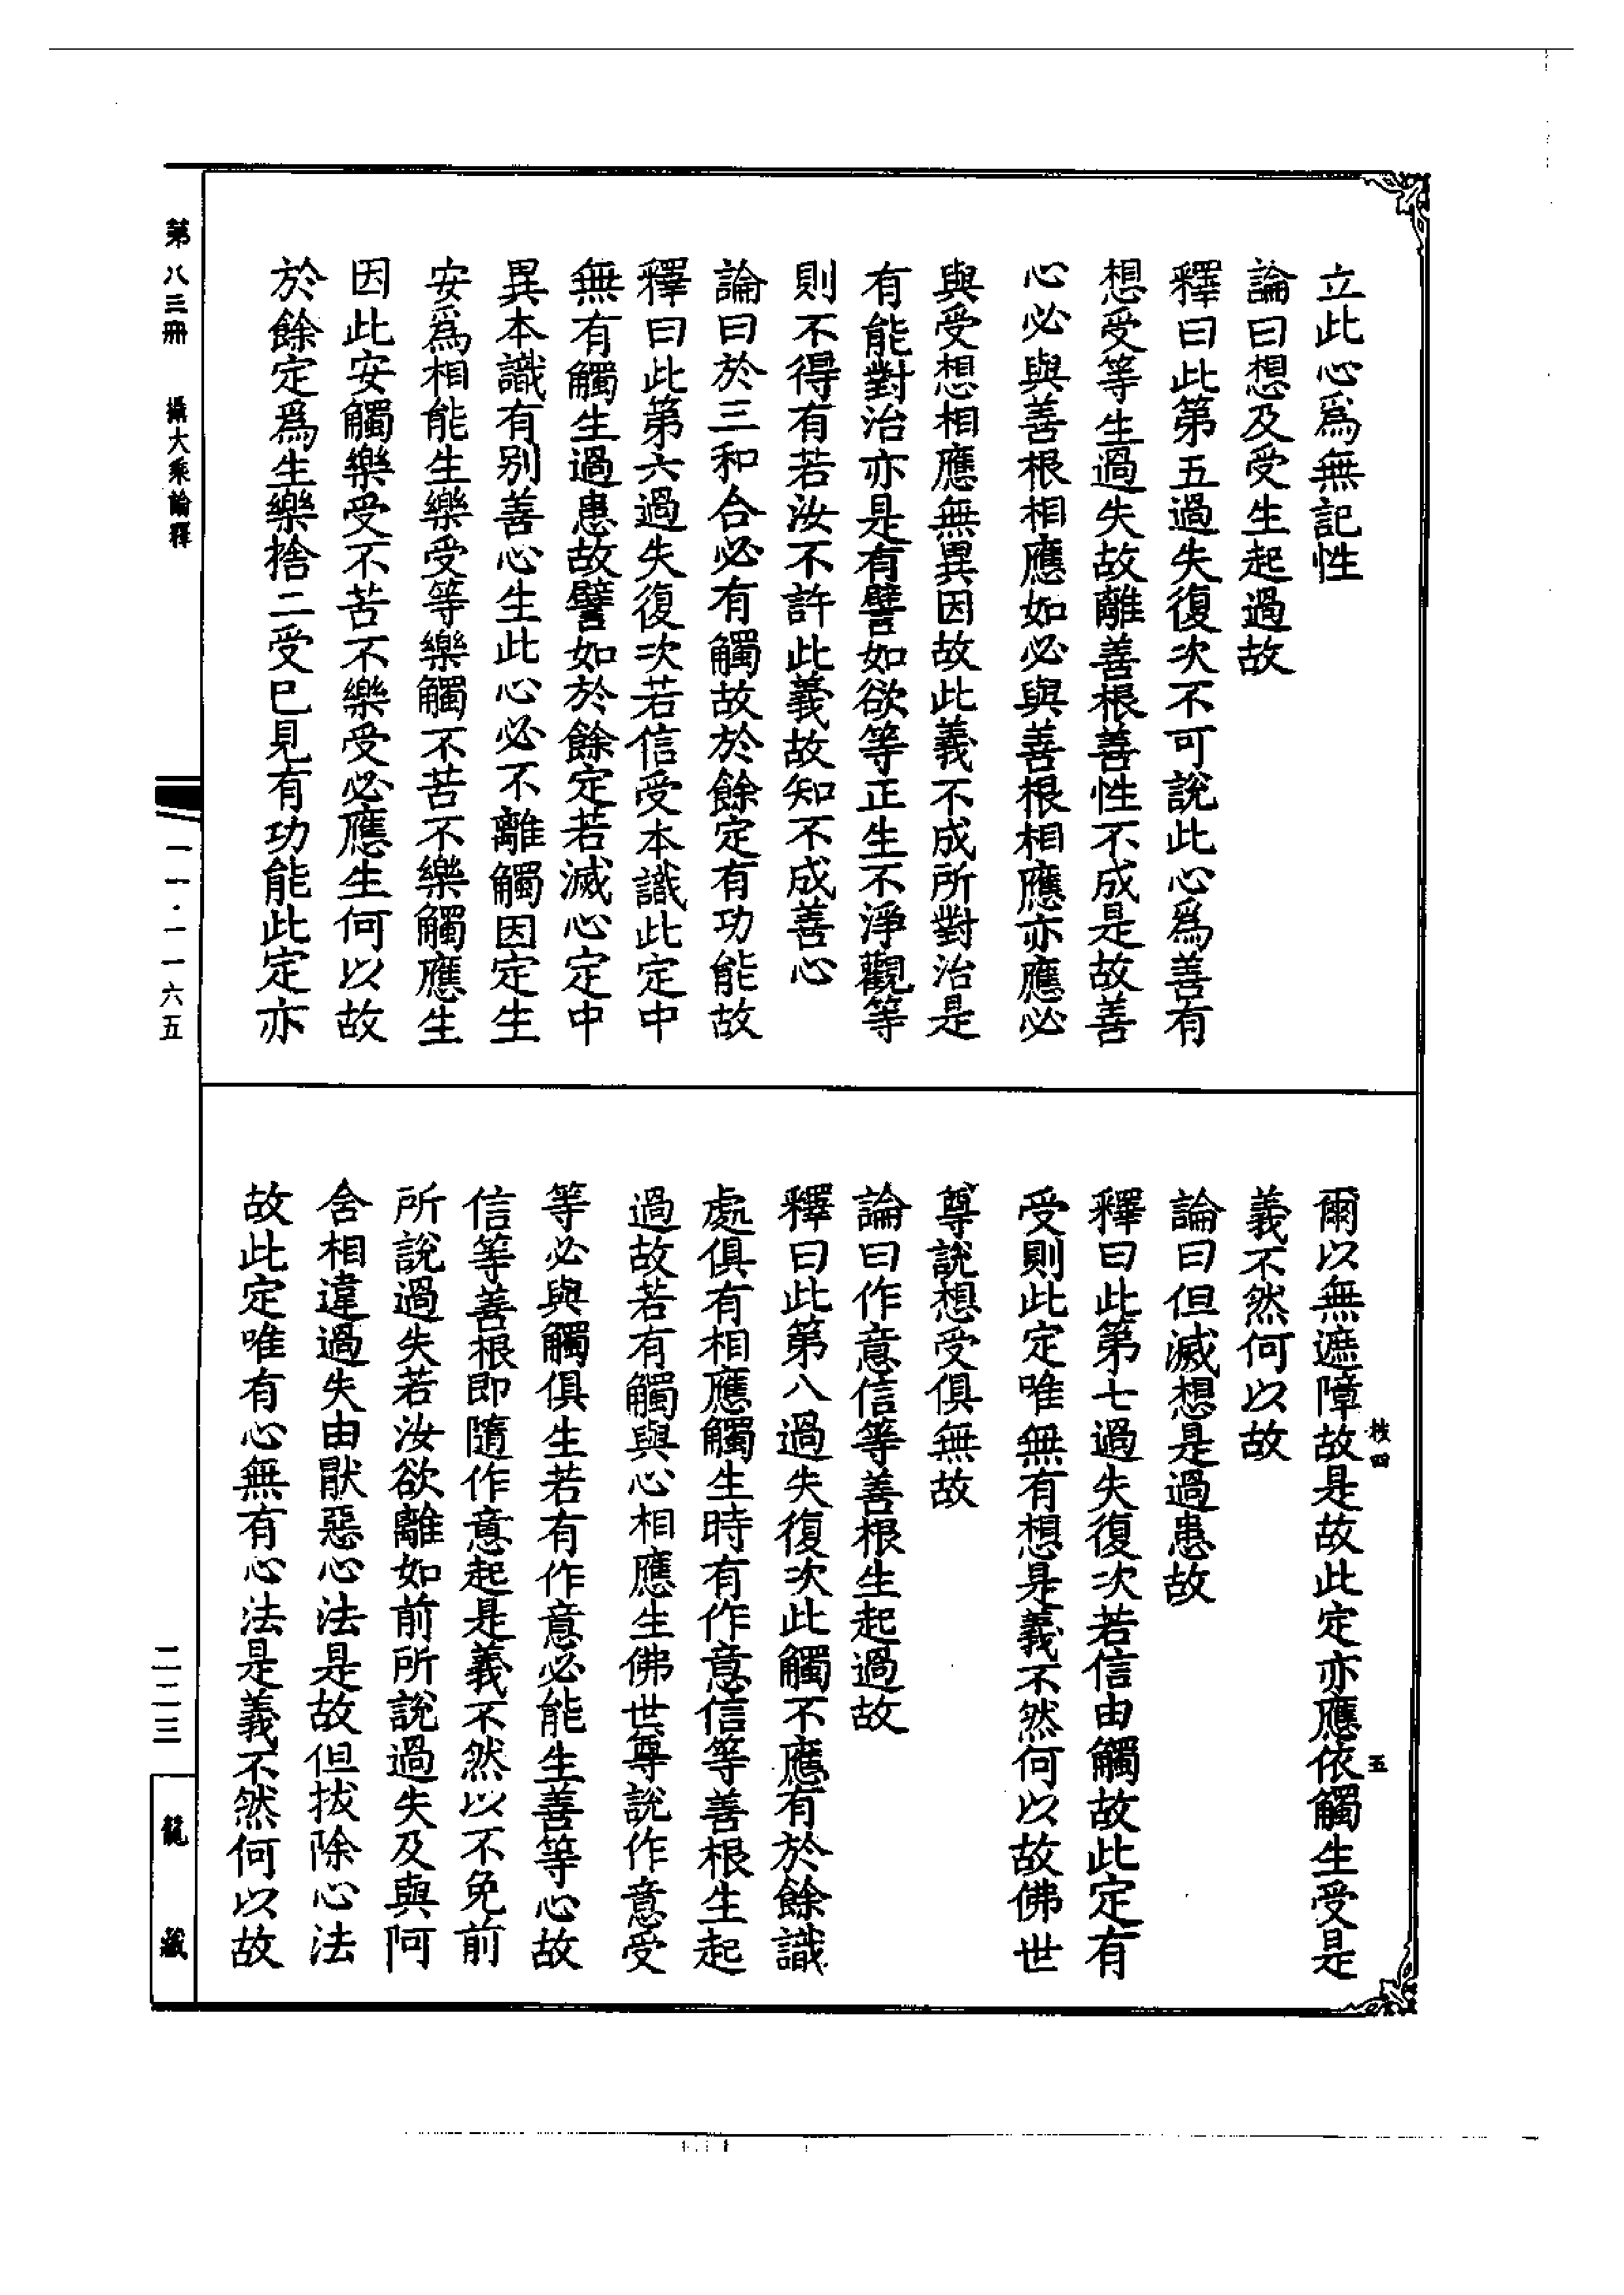 立此心爲無記性
論曰想及受生起過故
釋曰此第五過失復次不可說此心爲善有
想受等生過失故離善根善性不成是故善
心必與善根相應如必與善根相應亦應必
與受想相應無異因故此義不成所對治是
有能對治亦是有譬如欲等正生不淨觀等
則不得有若汝不許此義故知不成善心
論曰於三和合必有觸故於餘定有功能故
釋曰此第六過失復次若信受本識此定中
無有觸生過患故譬如於餘定若滅心定中
異本識有別善心生此心必不離觸因定生
安爲相能生樂受等樂觸不苦不樂觸應生
因此安觸樂受不苦不樂受必應生何以故
於餘定爲生樂捨二受已見有功能此定亦
爾以無遮障故是故此定亦應依觸生受是
義不然何以故
論曰但滅想是過患故
釋曰此第七過失復次若信由觸故此定有
受則此定唯無有想是義不然何以故佛世
尊說想受俱無故
論曰作意信等善根生起過故
釋曰此第八過失復次此觸不應有於餘識
處俱有相應觸生時有作意信等善根生起
過故若有觸與心相應生佛世尊說作意受
等必與觸俱生若有作意必能生善等心故
信等善根即隨作意起是義不然以不免前
所說過失若汝欲離如前所說過失及與阿
舍相違過失由猒惡心法是故但拔除心法
故此定唯有心無有心法是義不然何以故
核四
五
第八三冊
攝大乘論釋
一一·一一六五
二二三
龍藏